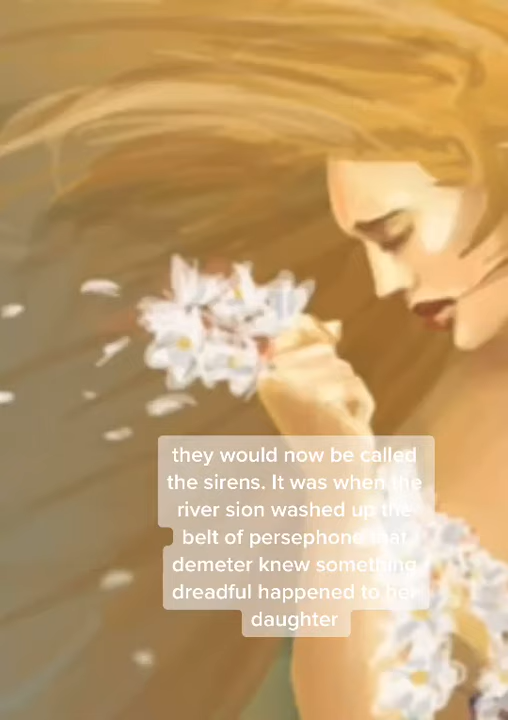 they would now be called
the sirens. It was when the
river sion washed up the
belt of persephone that
demeter knew something
dreadful happened to her
daughter